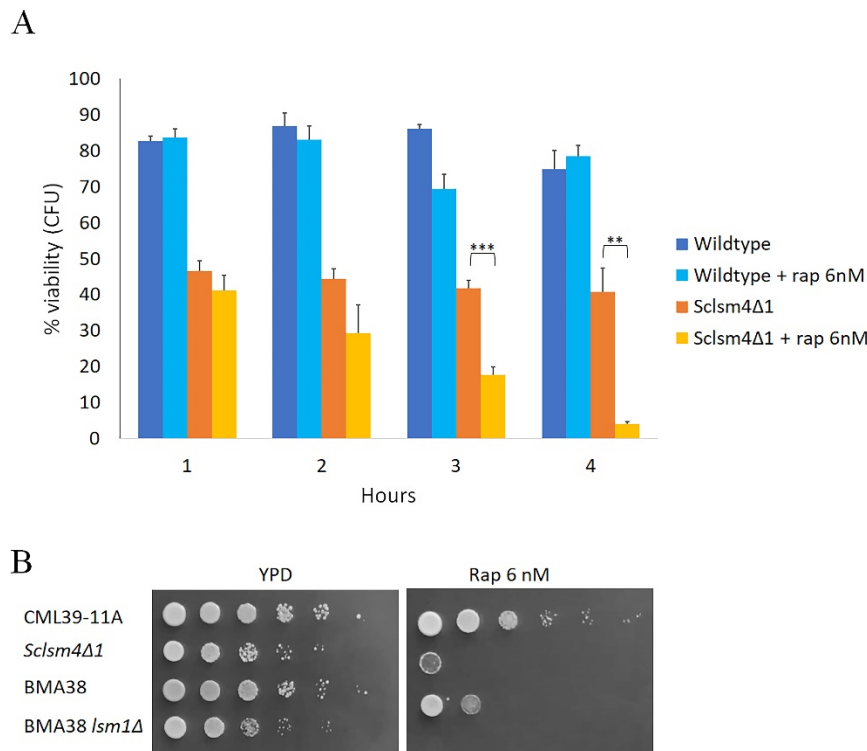 A
100
90
80
70
60
50
40
30
20
10
0
% viability (CFU)
***
**
1 2 3 4
Hours
Wildtype
Wildtype + rap 6nM
Sclsm4Δ1
Sclsm4Δ1 + rap 6nM
B
YPD Rap 6 nM
CML39-11A
Sclsm4Δ1
BMA38
BMA38 lsm1Δ